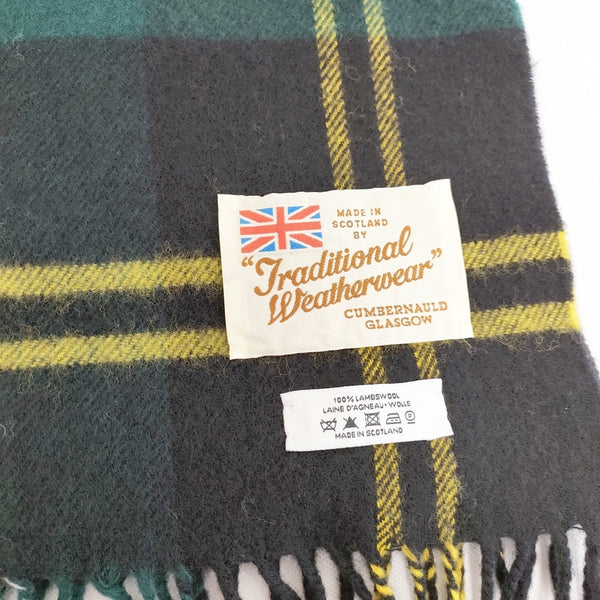 MADE IN
SCOTLAND
BY
"Traditional
Weatherwear"
CUMBERNAULD
GLASGOW
100% LAMBSWOOL
LAINE D'AGNEAU • WOLLE
MADE IN SCOTLAND